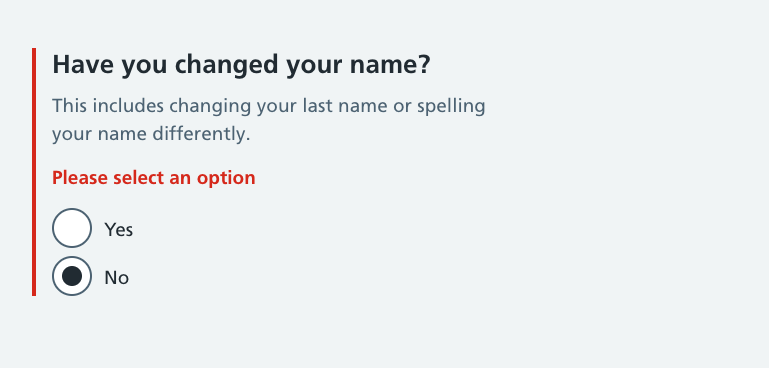 Have you changed your name?
This includes changing your last name or spelling
your name differently.
Please select an option
Yes
No